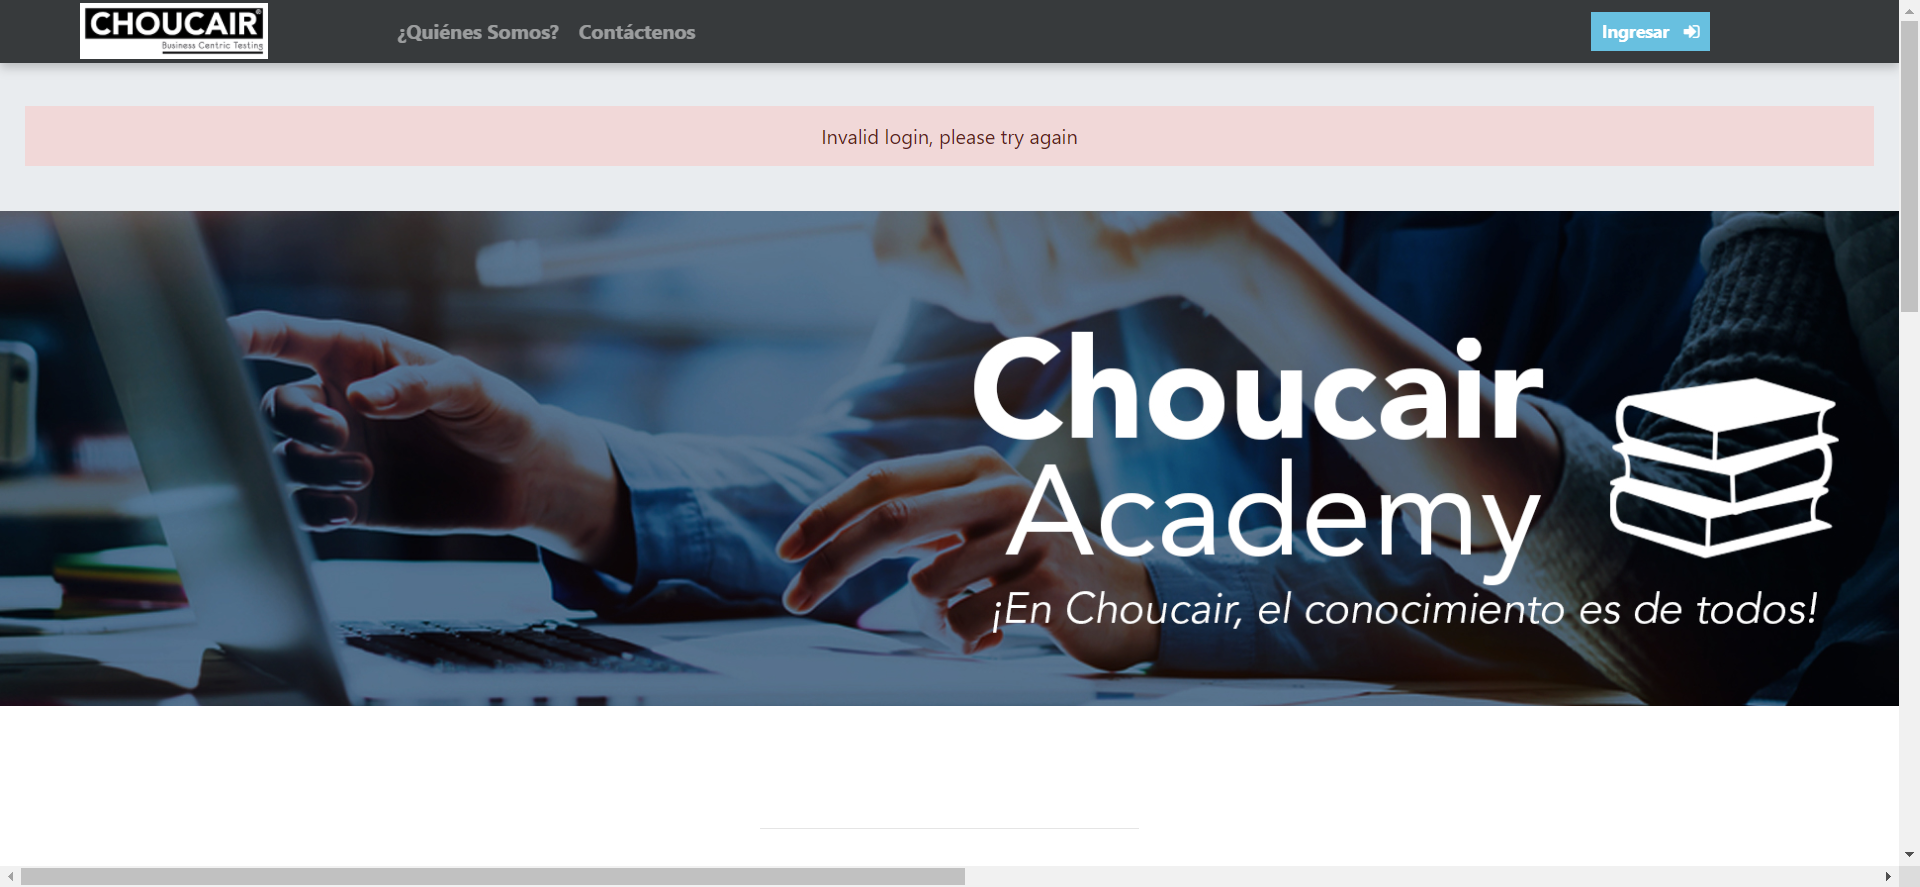 CHOUCAIR®
Business Centric Testing
¿Quiénes Somos?
Contáctenos
Ingresar
Invalid login, please try again
Choucair
Academy
¡En Choucair, el conocimiento es de todos!